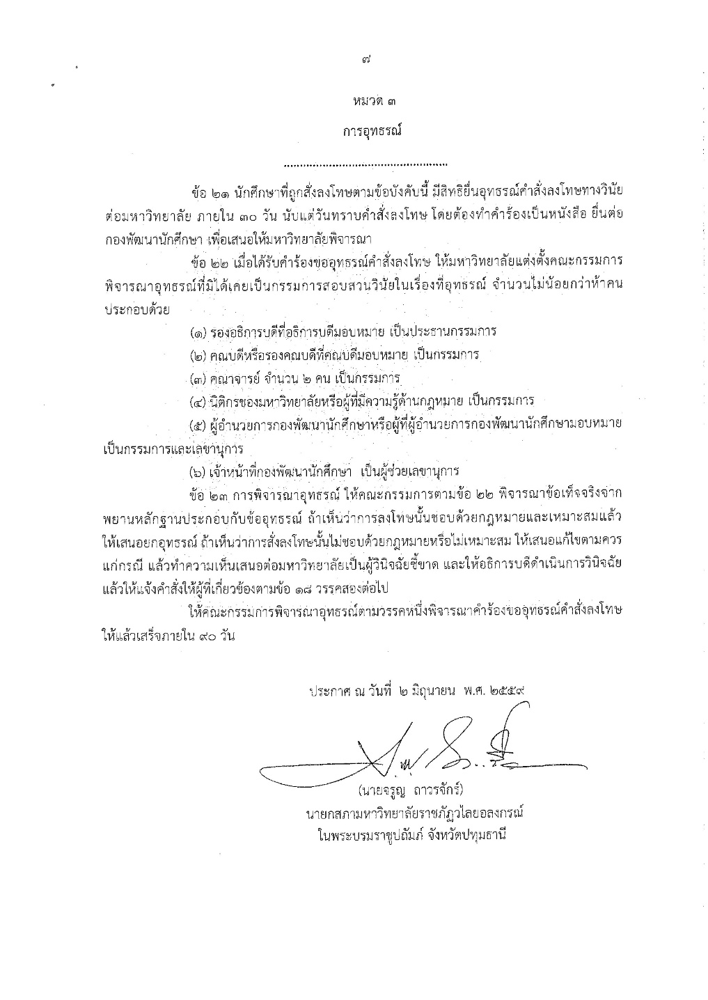 ๗
หมวด ๓
การอุทธรณ์
..................................................
ข้อ ๒๑ นักศึกษาที่ถูกสั่งลงโทษตามข้อบังคับนี้ มีสิทธิยื่นอุทธรณ์คำสั่งลงโทษทางวินัย
ต่อมหาวิทยาลัย ภายใน ๓๐ วัน นับแต่วันทราบคำสั่งลงโทษ โดยต้องทำคำร้องเป็นหนังสือ ยื่นต่อ
กองพัฒนานักศึกษา เพื่อเสนอให้มหาวิทยาลัยพิจารณา
ข้อ ๒๒ เมื่อได้รับคำร้องขออุทธรณ์คำสั่งลงโทษ ให้มหาวิทยาลัยแต่งตั้งคณะกรรมการ
พิจารณาอุทธรณ์ที่มิได้เคยเป็นกรรมการสอบสวนวินัยในเรื่องที่อุทธรณ์ จำนวนไม่น้อยกว่าห้าคน
ประกอบด้วย
(๑) รองอธิการบดีที่อธิการบดีมอบหมาย เป็นประธานกรรมการ
(๒) คณบดีหรือรองคณบดีที่คณบดีมอบหมาย เป็นกรรมการ
(๓) คณาจารย์ จำนวน ๒ คน เป็นกรรมการ
(๔) นิติกรของมหาวิทยาลัยหรือผู้ที่มีความรู้ด้านกฎหมาย เป็นกรรมการ
(๕) ผู้อำนวยการกองพัฒนานักศึกษาหรือผู้ที่ผู้อำนวยการกองพัฒนานักศึกษามอบหมาย
เป็นกรรมการและเลขานุการ
(๖) เจ้าหน้าที่กองพัฒนานักศึกษา เป็นผู้ช่วยเลขานุการ
ข้อ ๒๓ การพิจารณาอุทธรณ์ ให้คณะกรรมการตามข้อ ๒๒ พิจารณาข้อเท็จจริงจาก
พยานหลักฐานประกอบกับข้ออุทธรณ์ ถ้าเห็นว่าการลงโทษนั้นชอบด้วยกฎหมายและเหมาะสมแล้ว
ให้เสนอยกอุทธรณ์ ถ้าเห็นว่าการสั่งลงโทษนั้นไม่ชอบด้วยกฎหมายหรือไม่เหมาะสม ให้เสนอแก้ไขตามควร
แก่กรณี แล้วทำความเห็นเสนอต่อมหาวิทยาลัยเป็นผู้วินิจฉัยชี้ขาด และให้อธิการบดีดำเนินการวินิจฉัย
แล้วให้แจ้งคำสั่งให้ผู้ที่เกี่ยวข้องตามข้อ ๑๘ วรรคสองต่อไป
ให้คณะกรรมการพิจารณาอุทธรณ์ตามวรรคหนึ่งพิจารณาคำร้องขออุทธรณ์คำสั่งลงโทษ
ให้แล้วเสร็จภายใน ๙๐ วัน
ประกาศ ณ วันที่ ๒ มิถุนายน พ.ศ. ๒๕๕๙
(นายจรูญ ถาวรจักร์)
นายกสภามหาวิทยาลัยราชภัฏวไลยอลงกรณ์
ในพระบรมราชูปถัมภ์ จังหวัดปทุมธานี